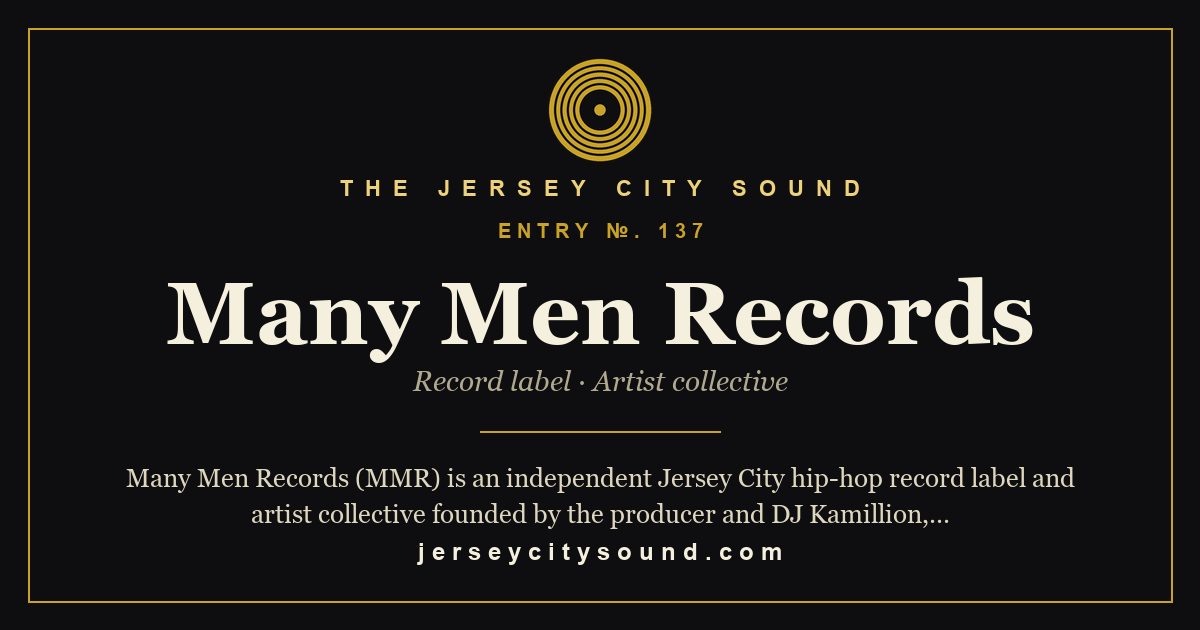 THE JERSEY CITY SOUND
ENTRY №. 137
Many Men Records
Record label · Artist collective
Many Men Records (MMR) is an independent Jersey City hip-hop record label and
artist collective founded by the producer and DJ Kamillion,...
jerseycitysound.com